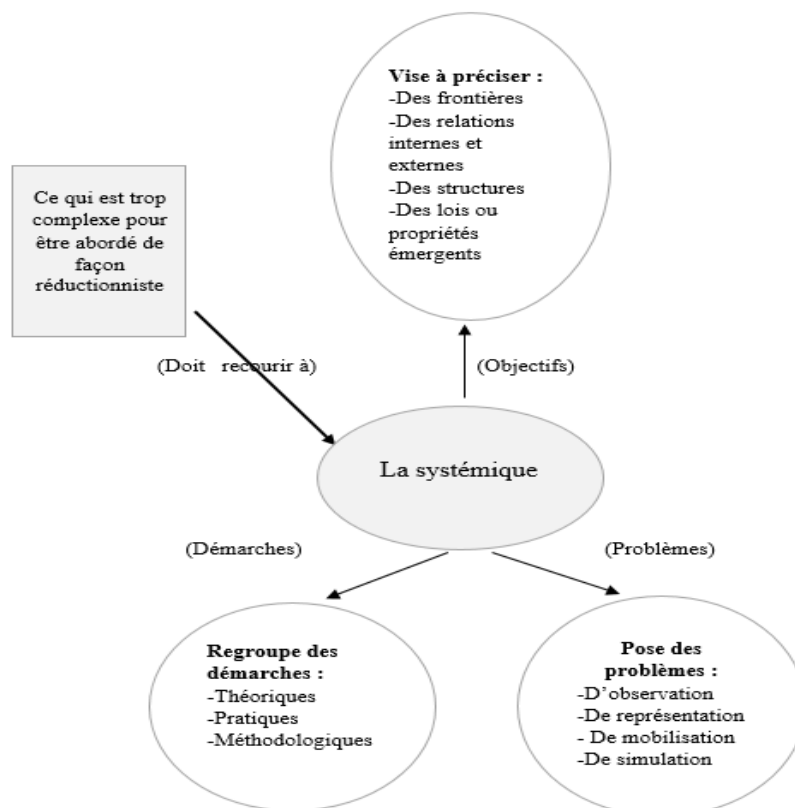 Vise à préciser :
-Des frontières
-Des relations
internes et
externes
-Des structures
-Des lois ou
propriétés
émergents
Ce qui est trop
complexe pour
être abordé de
façon
réductionniste
(Doit recourir à)
(Objectifs)
La systémique
(Démarches)
(Problèmes)
Regroupe des
démarches :
-Théoriques
-Pratiques
-Méthodologiques
Pose des
problèmes :
-D’observation
-De représentation
- De mobilisation
-De simulation